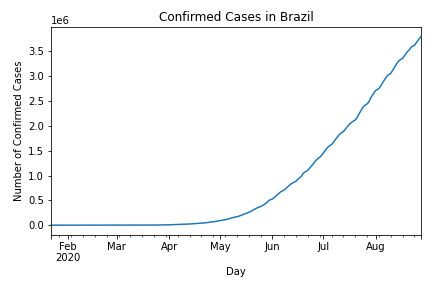 Confirmed Cases in Brazil
1e6
3.5
3.0
2.5
2.0
1.5
1.0
0.5
0.0
Number of Confirmed Cases
Feb Mar Apr May Jun Jul Aug
2020
Day